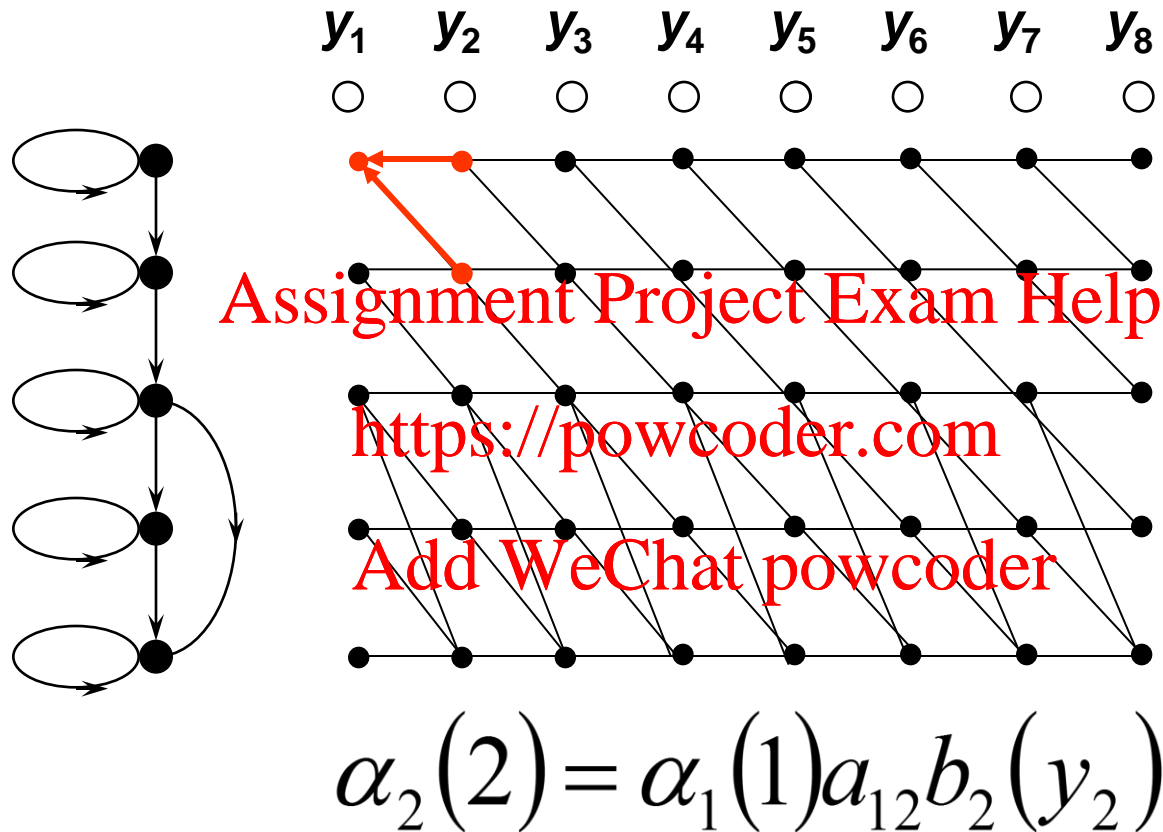 y₁ y₂ y₃ y₄ y₅ y₆ y₇ y₈
Assignment Project Exam Help
https://powcoder.com
Add WeChat powcoder
α₂(2) = α₁(1)a₁₂b₂(y₂)